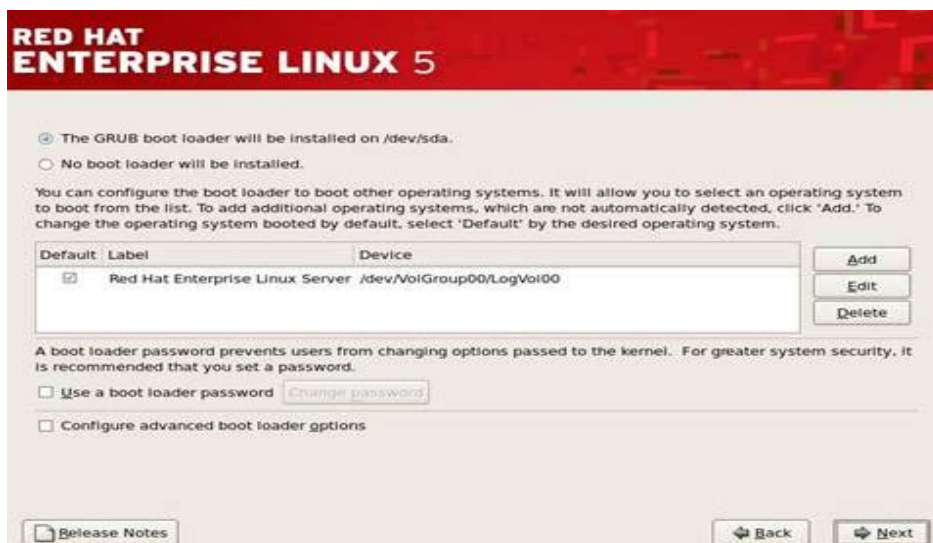 RED HAT
ENTERPRISE LINUX 5
The GRUB boot loader will be installed on /dev/sda.
No boot loader will be installed.
You can configure the boot loader to boot other operating systems. It will allow you to select an operating system
to boot from the list. To add additional operating systems, which are not automatically detected, click 'Add.' To
change the operating system booted by default, select 'Default' by the desired operating system.
Default Label Device
Red Hat Enterprise Linux Server /dev/VolGroup00/LogVol00
Add
Edit
Delete
A boot loader password prevents users from changing options passed to the kernel. For greater system security, it
is recommended that you set a password.
Use a boot loader password Change password
Configure advanced boot loader options
Release Notes Back Next